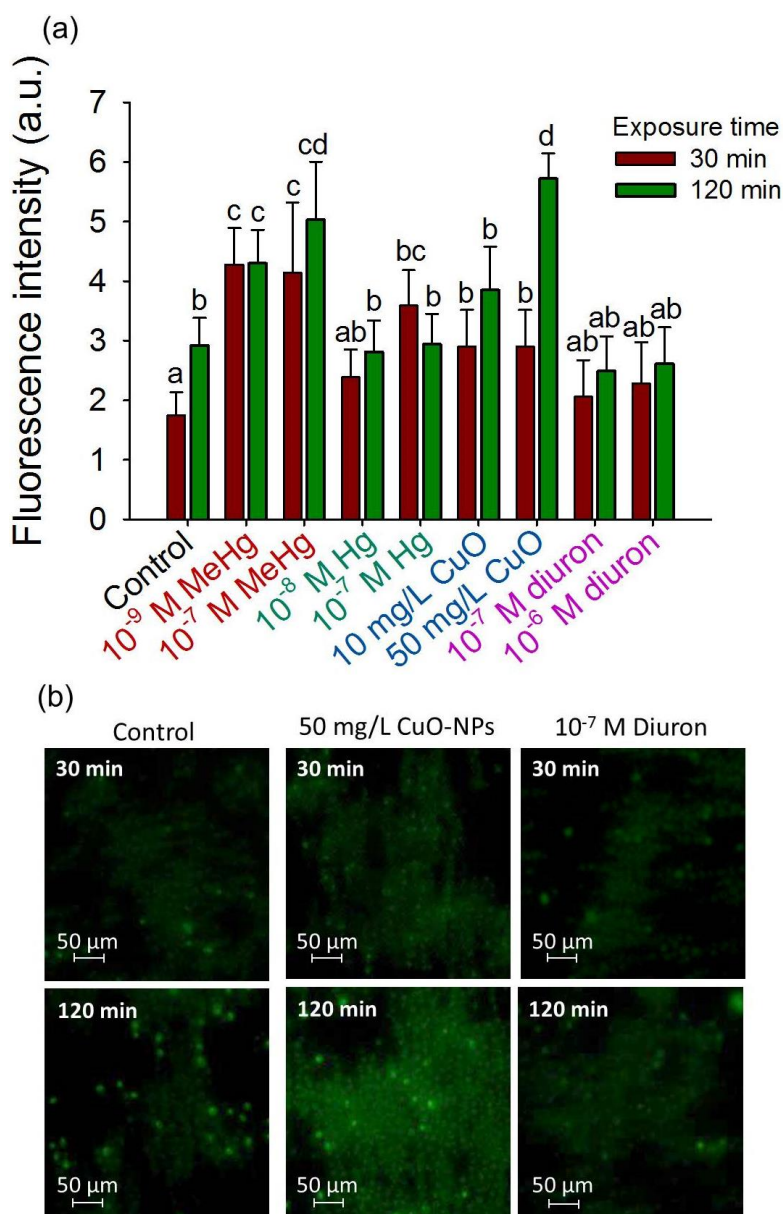 (a)
Fluorescence intensity (a.u.)
7
6
5
4
3
2
1
0
Exposure time
30 min
120 min
a
b
c
c
c
cd
ab
b
bc
b
b
b
b
d
ab
ab
ab
ab
Control
10⁻⁹ M MeHg
10⁻⁷ M MeHg
10⁻⁸ M Hg
10⁻⁷ M Hg
10 mg/L CuO
50 mg/L CuO
10⁻⁷ M diuron
10⁻⁶ M diuron
(b)
Control
50 mg/L CuO-NPs
10⁻⁷ M Diuron
30 min
30 min
30 min
50 µm
50 µm
50 µm
120 min
120 min
120 min
50 µm
50 µm
50 µm